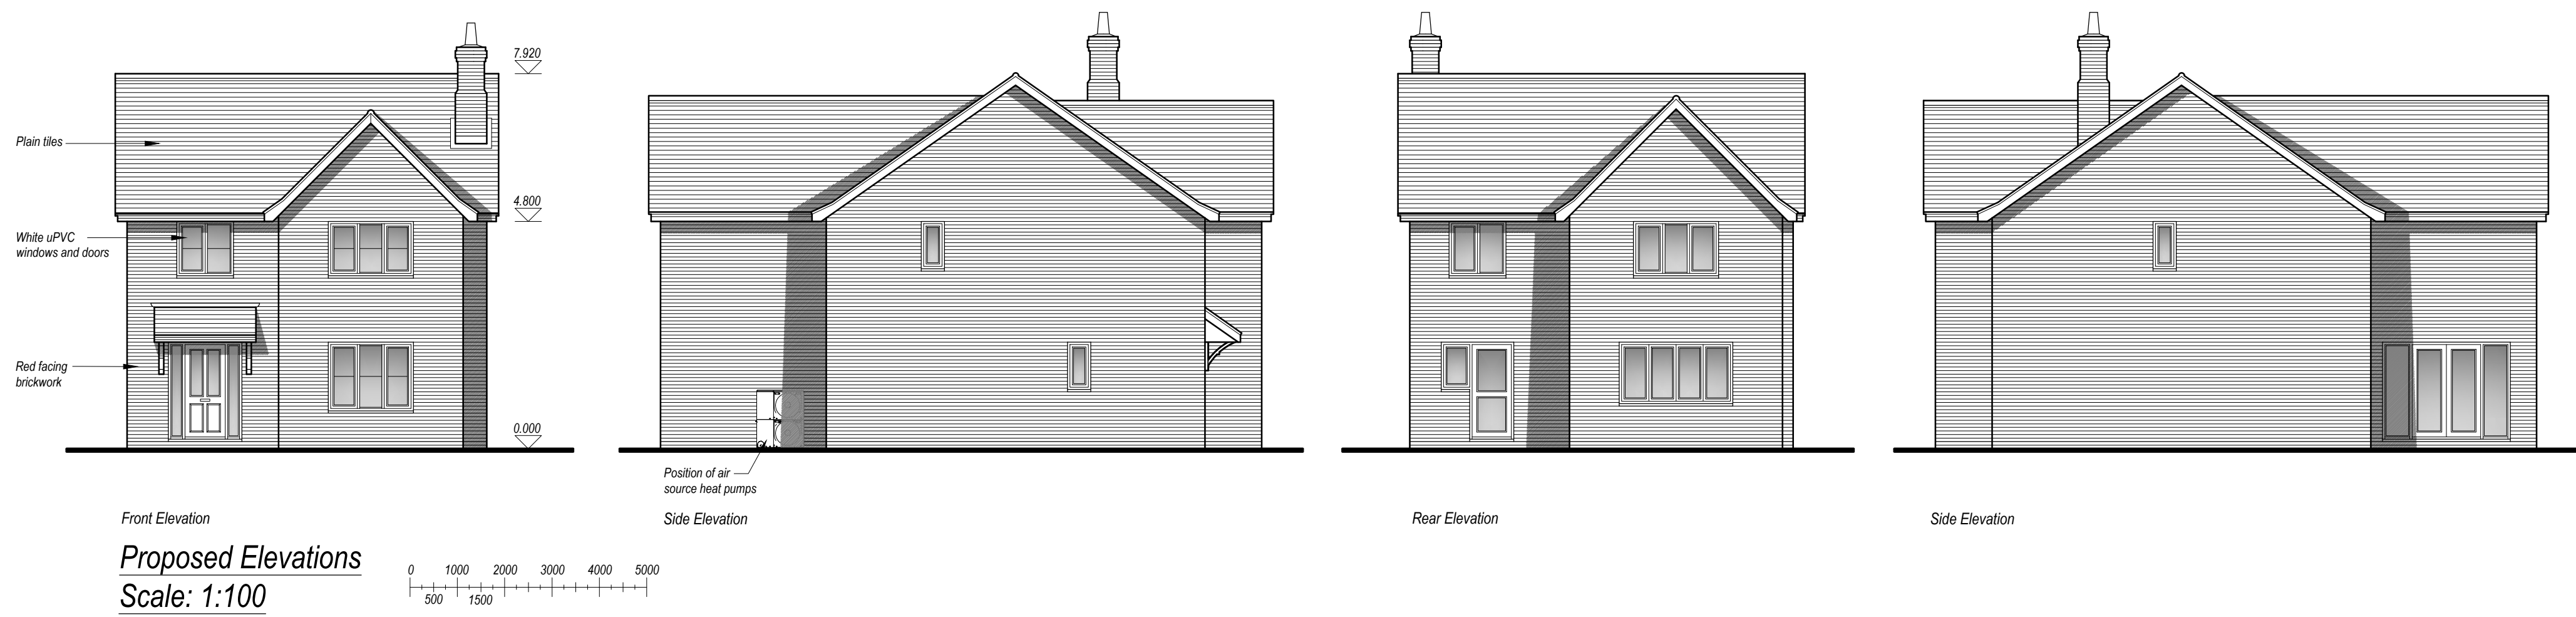 7.920
Plain tiles
4.800
White uPVC
windows and doors
Red facing
brickwork
0.000
Position of air
source heat pumps
Front Elevation
Side Elevation
Rear Elevation
Side Elevation
Proposed Elevations
Scale: 1:100
0 1000 2000 3000 4000 5000
500 1500